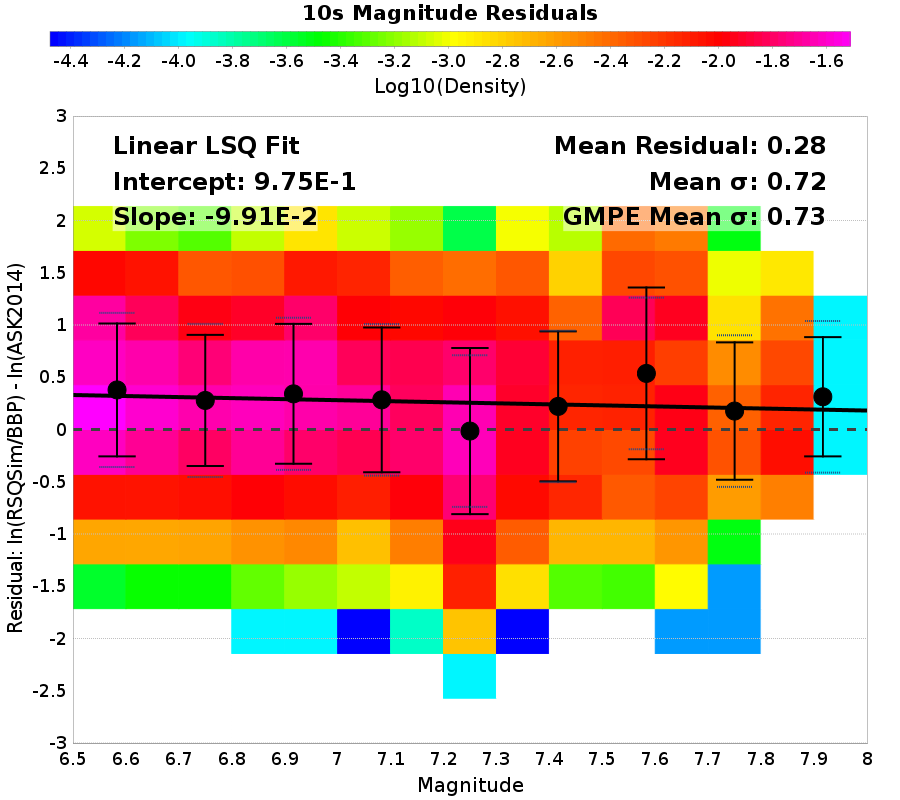 10s Magnitude Residuals
-4.4 -4.2 -4.0 -3.8 -3.6 -3.4 -3.2 -3.0 -2.8 -2.6 -2.4 -2.2 -2.0 -1.8 -1.6
Log10(Density)
Linear LSQ Fit
Intercept: 9.75E-1
Slope: -9.91E-2
Mean Residual: 0.28
Mean σ: 0.72
GMPE Mean σ: 0.73
Residual: ln(RSQSim/BBP) - ln(ASK2014)
3
2.5
2
1.5
1
0.5
0
-0.5
-1
-1.5
-2
-2.5
-3
6.5 6.6 6.7 6.8 6.9 7 7.1 7.2 7.3 7.4 7.5 7.6 7.7 7.8 7.9 8
Magnitude